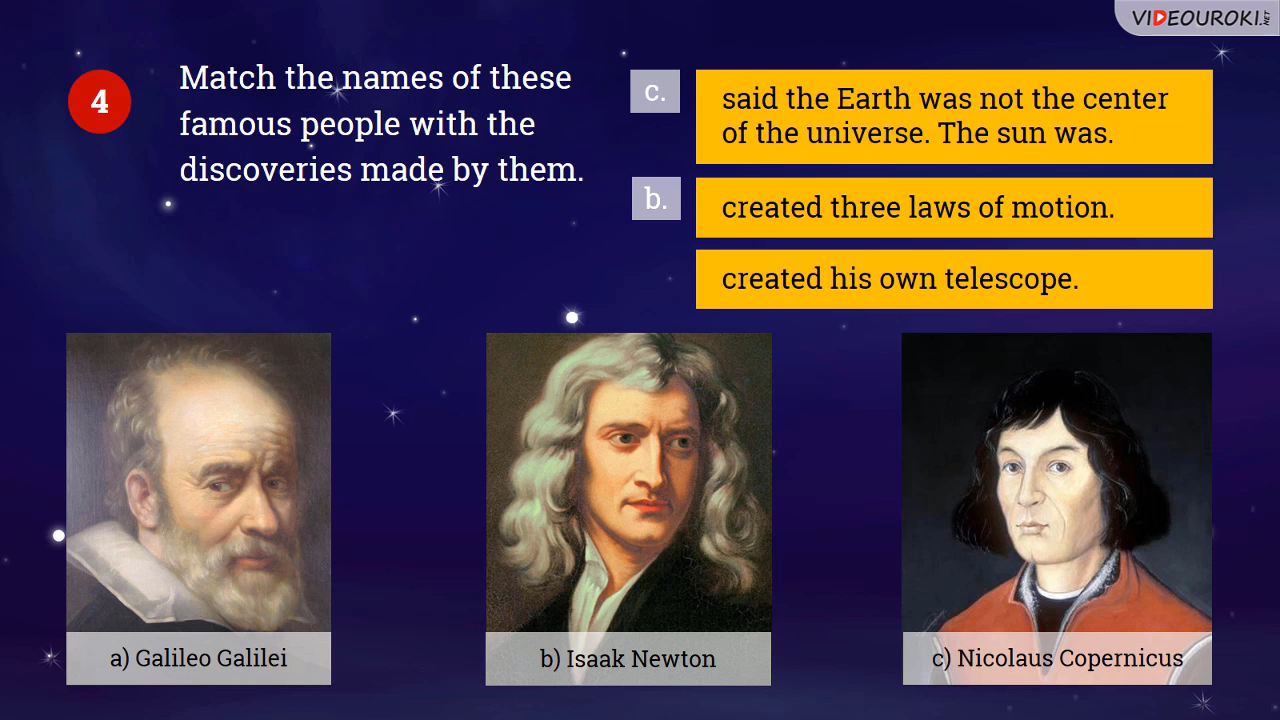 VIDEOUROKI.NET
4
Match the names of these
famous people with the
discoveries made by them.
c.
said the Earth was not the center
of the universe. The sun was.
b.
created three laws of motion.
created his own telescope.
a) Galileo Galilei
b) Isaak Newton
c) Nicolaus Copernicus